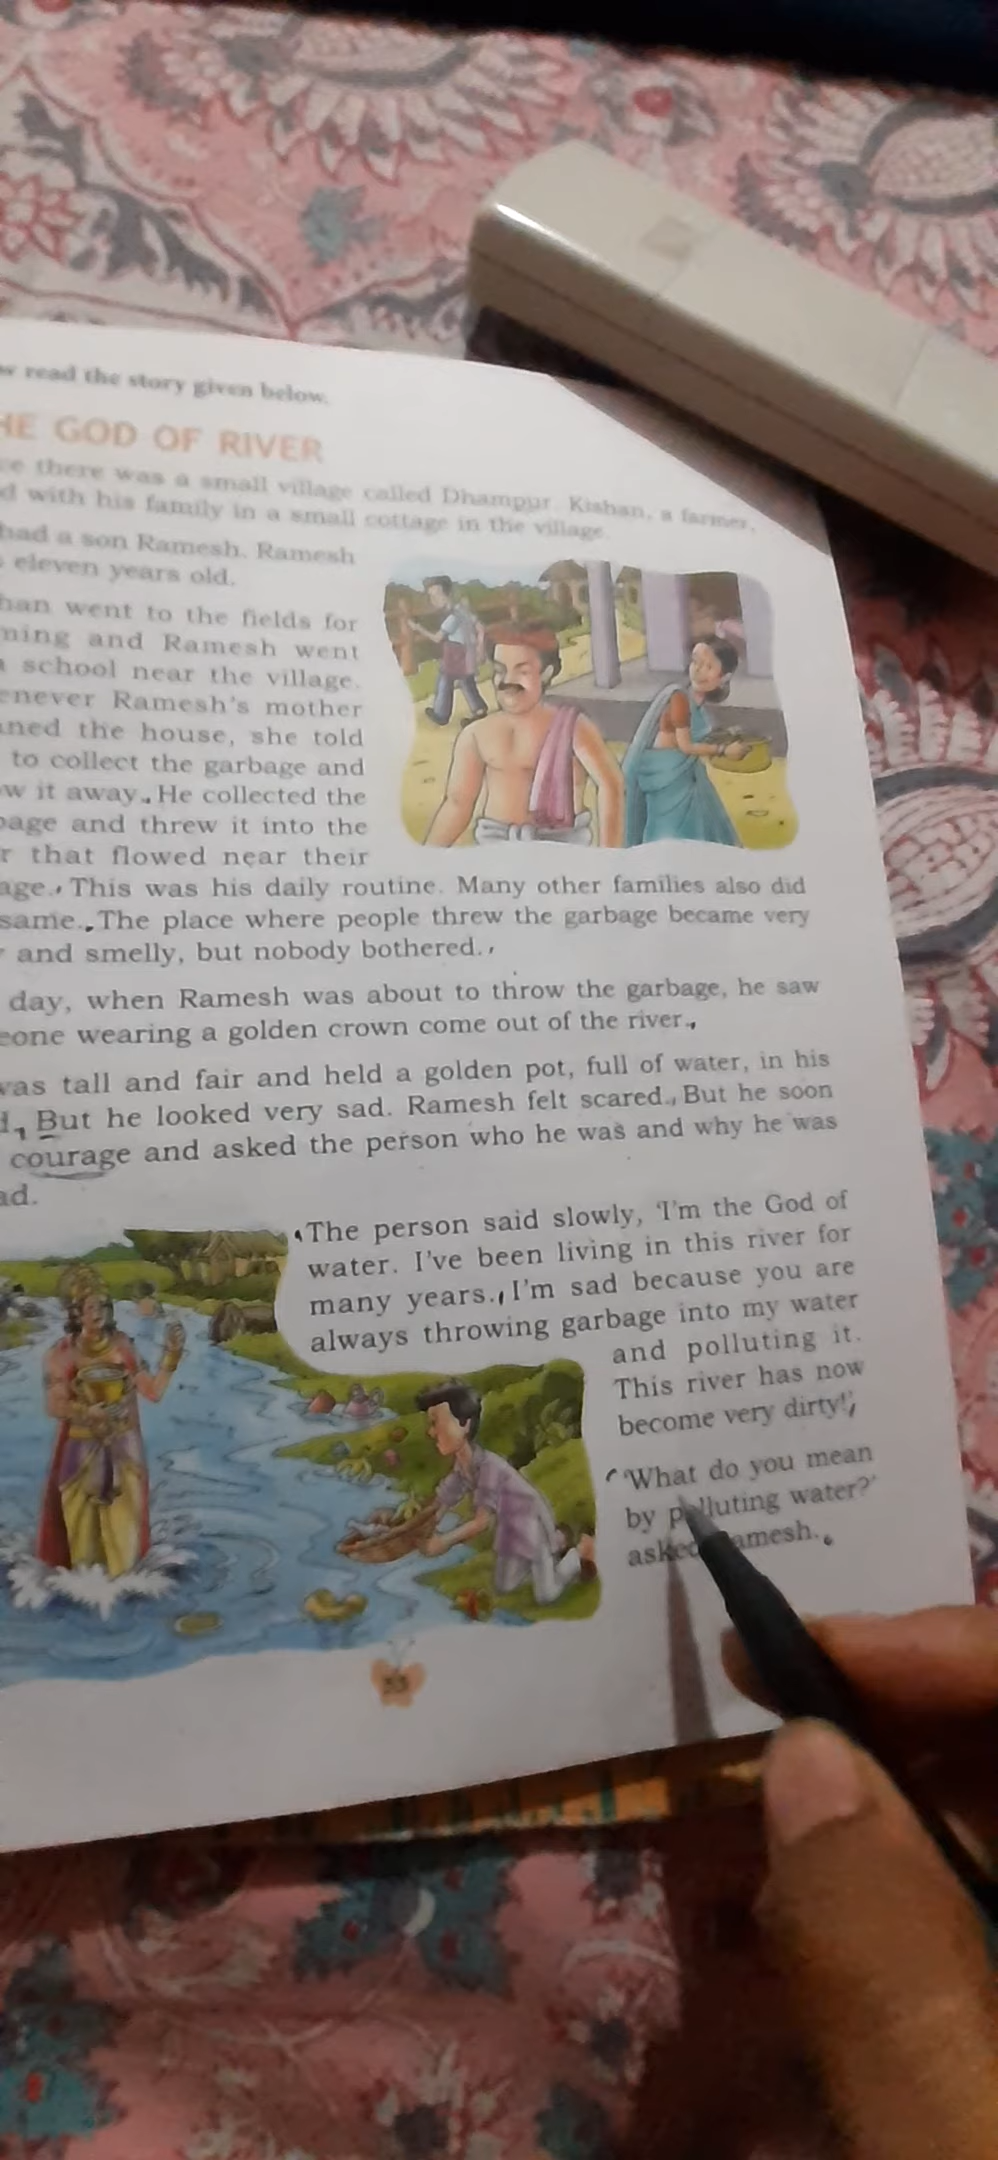 read the story given below.
HE GOD OF RIVER
ce there was a small village called Dhampur. Kishan, a farmer,
d with his family in a small cottage in the village.
had a son Ramesh. Ramesh
s eleven years old.
han went to the fields for
ming and Ramesh went
a school near the village.
enever Ramesh's mother
ned the house, she told
to collect the garbage and
ow it away. He collected the
bage and threw it into the
r that flowed near their
age. This was his daily routine. Many other families also did
same. The place where people threw the garbage became very
and smelly, but nobody bothered.
day, when Ramesh was about to throw the garbage, he saw
eone wearing a golden crown come out of the river.
was tall and fair and held a golden pot, full of water, in his
d. But he looked very sad. Ramesh felt scared. But he soon
courage and asked the person who he was and why he was
ad.
The person said slowly, 'I'm the God of
water. I've been living in this river for
many years. I'm sad because you are
always throwing garbage into my water
and polluting it.
This river has now
become very dirty!'
'What do you mean
by polluting water?'
asked Ramesh.